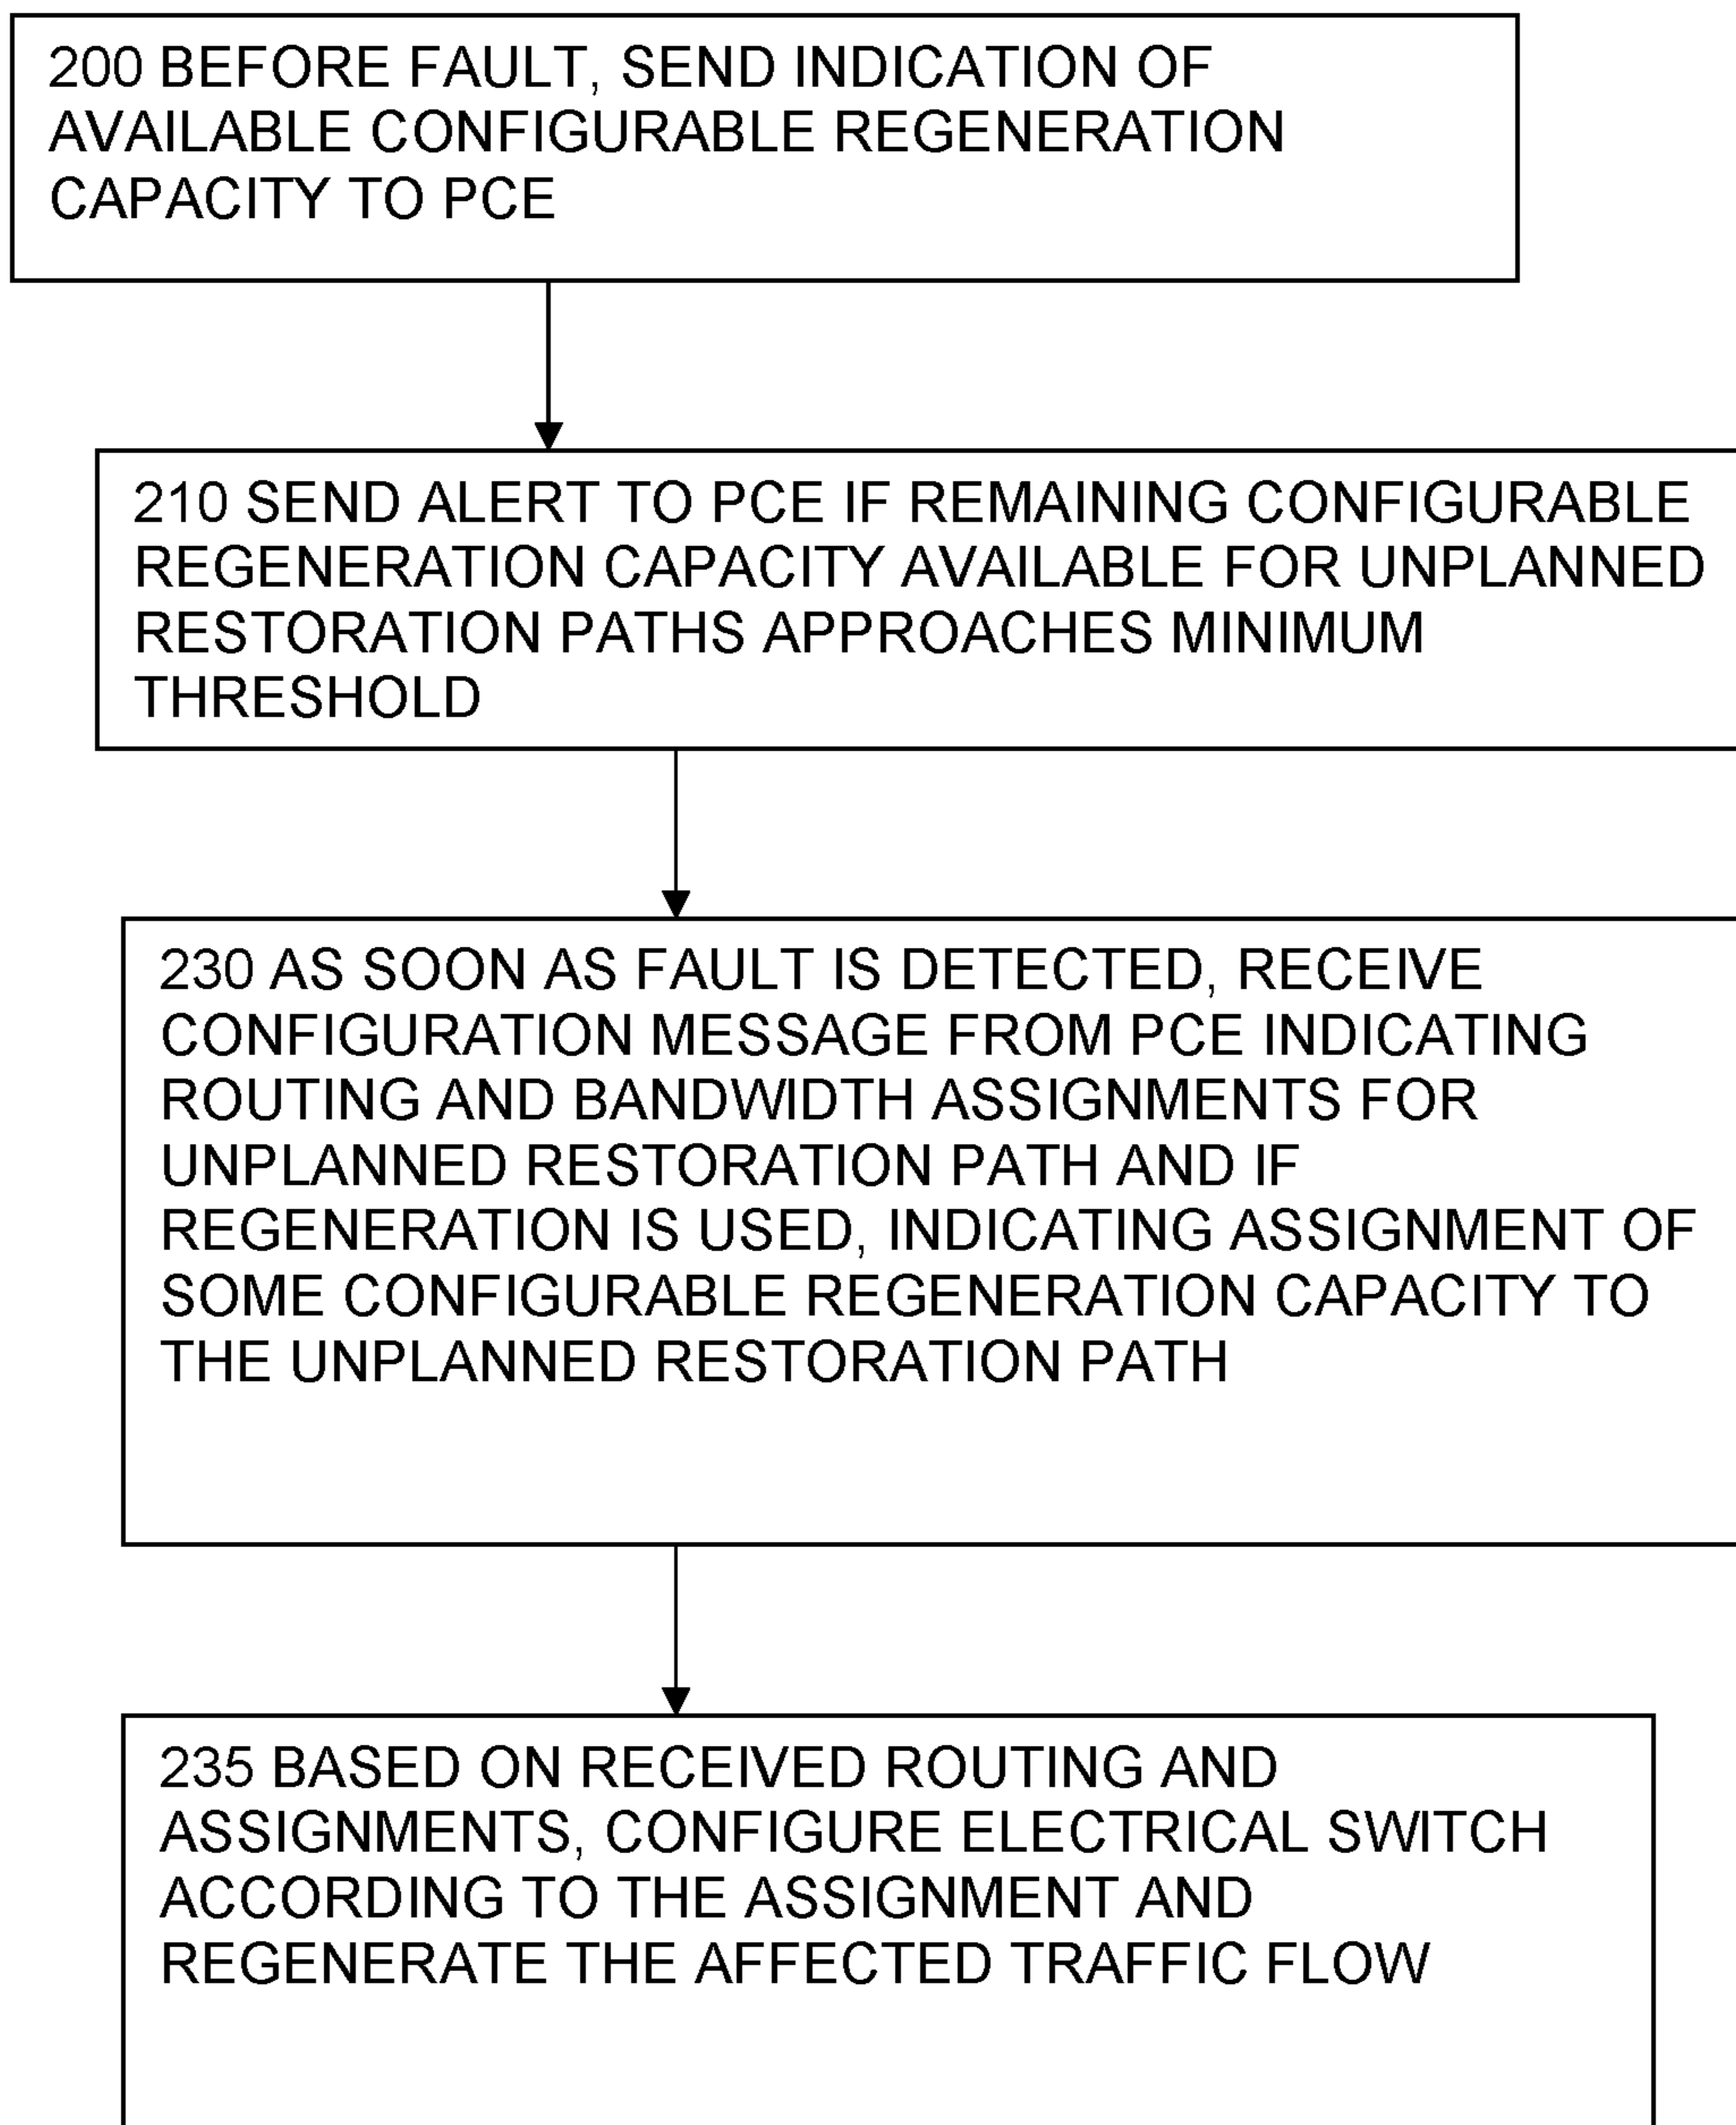 200 BEFORE FAULT, SEND INDICATION OF
AVAILABLE CONFIGURABLE REGENERATION
CAPACITY TO PCE
210 SEND ALERT TO PCE IF REMAINING CONFIGURABLE
REGENERATION CAPACITY AVAILABLE FOR UNPLANNED
RESTORATION PATHS APPROACHES MINIMUM
THRESHOLD
230 AS SOON AS FAULT IS DETECTED, RECEIVE
CONFIGURATION MESSAGE FROM PCE INDICATING
ROUTING AND BANDWIDTH ASSIGNMENTS FOR
UNPLANNED RESTORATION PATH AND IF
REGENERATION IS USED, INDICATING ASSIGNMENT OF
SOME CONFIGURABLE REGENERATION CAPACITY TO
THE UNPLANNED RESTORATION PATH
235 BASED ON RECEIVED ROUTING AND
ASSIGNMENTS, CONFIGURE ELECTRICAL SWITCH
ACCORDING TO THE ASSIGNMENT AND
REGENERATE THE AFFECTED TRAFFIC FLOW